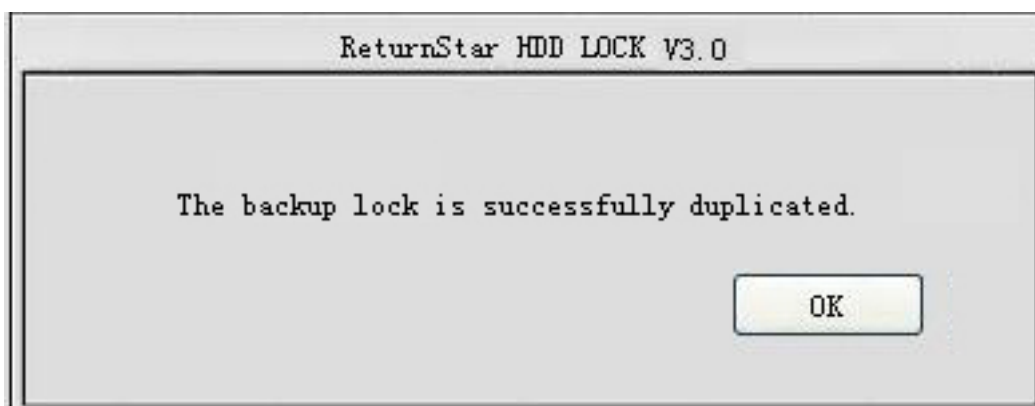 ReturnStar HDD LOCK V3.0
The backup lock is successfully duplicated.
OK